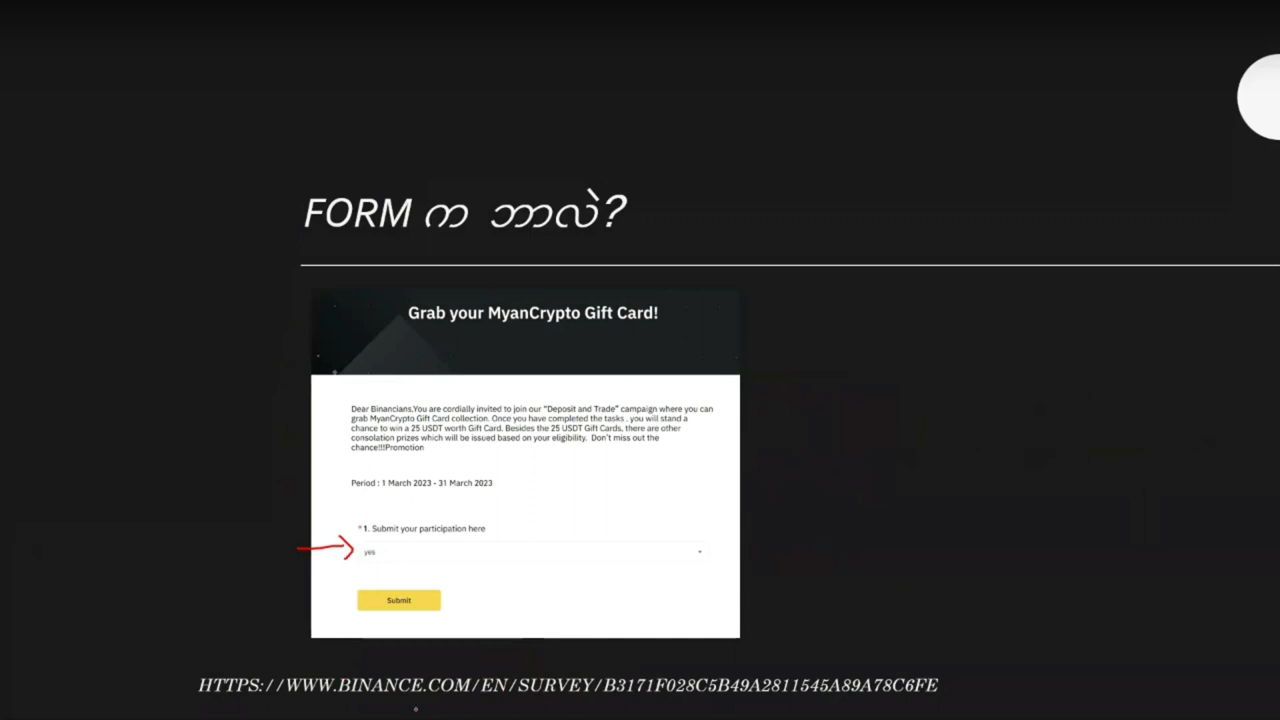 FORM က ဘာလဲ?
Grab your MyanCrypto Gift Card!
Dear Binancians,You are cordially invited to join our "Deposit and Trade" campaign where you can
grab MyanCrypto Gift Card collection. Once you have completed the tasks , you will stand a
chance to win a 25 USDT worth Gift Card. Besides the 25 USDT Gift Cards, there are other
consolation prizes which will be issued based on your eligibility. Don't miss out the
chance!!!Promotion
Period : 1 March 2023 - 31 March 2023
* 1. Submit your participation here
yes
Submit
HTTPS://WWW.BINANCE.COM/EN/SURVEY/B3171F028C5B49A2811545A89A78C6FE